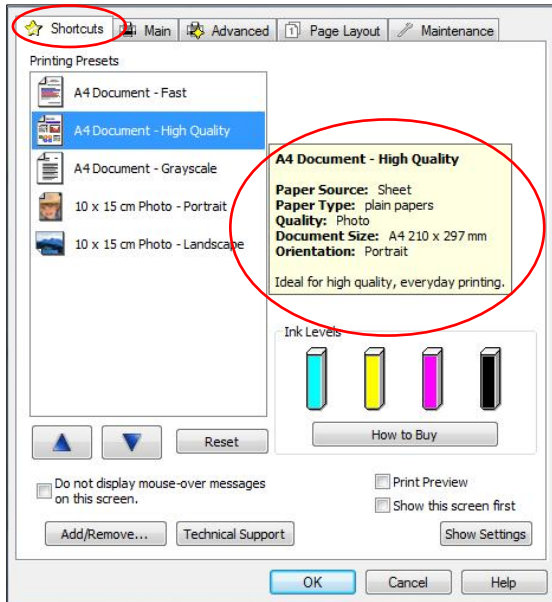 Shortcuts Main Advanced 1 Page Layout Maintenance
Printing Presets
A4 Document - Fast
A4 Document - High Quality
A4 Document - Grayscale
10 x 15 cm Photo - Portrait
10 x 15 cm Photo - Landscape
A4 Document - High Quality
Paper Source: Sheet
Paper Type: plain papers
Quality: Photo
Document Size: A4 210 x 297 mm
Orientation: Portrait
Ideal for high quality, everyday printing.
Ink Levels
How to Buy
Reset
Do not display mouse-over messages
on this screen.
Print Preview
Show this screen first
Add/Remove... Technical Support Show Settings
OK Cancel Help